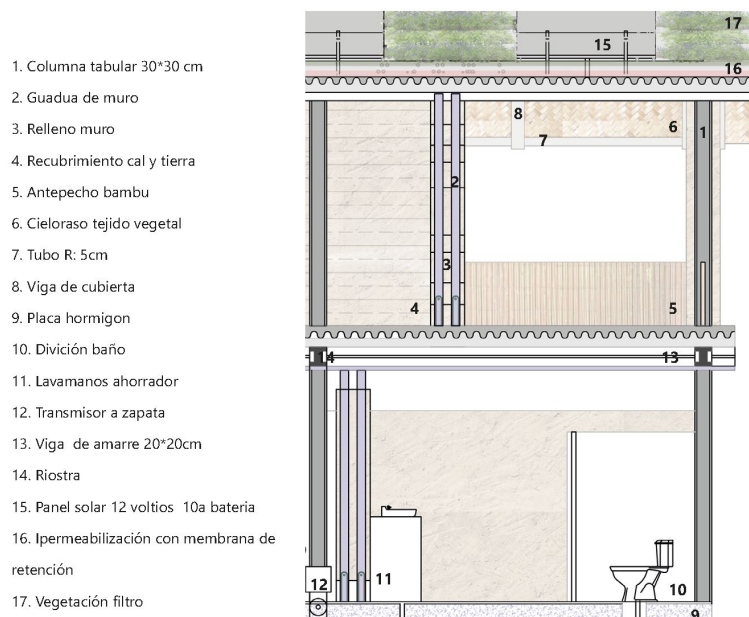 1. Columna tabular 30*30 cm
2. Guadua de muro
3. Relleno muro
4. Recubrimiento cal y tierra
5. Antepecho bambu
6. Cieloraso tejido vegetal
7. Tubo R: 5cm
8. Viga de cubierta
9. Placa hormigon
10. Divición baño
11. Lavamanos ahorrador
12. Transmisor a zapata
13. Viga de amarre 20*20cm
14. Riostra
15. Panel solar 12 voltios 10a bateria
16. Ipermeabilización con membrana de
retención
17. Vegetación filtro
17
15
16
8
6
1
7
2
3
4
5
14
13
11
12
10
9